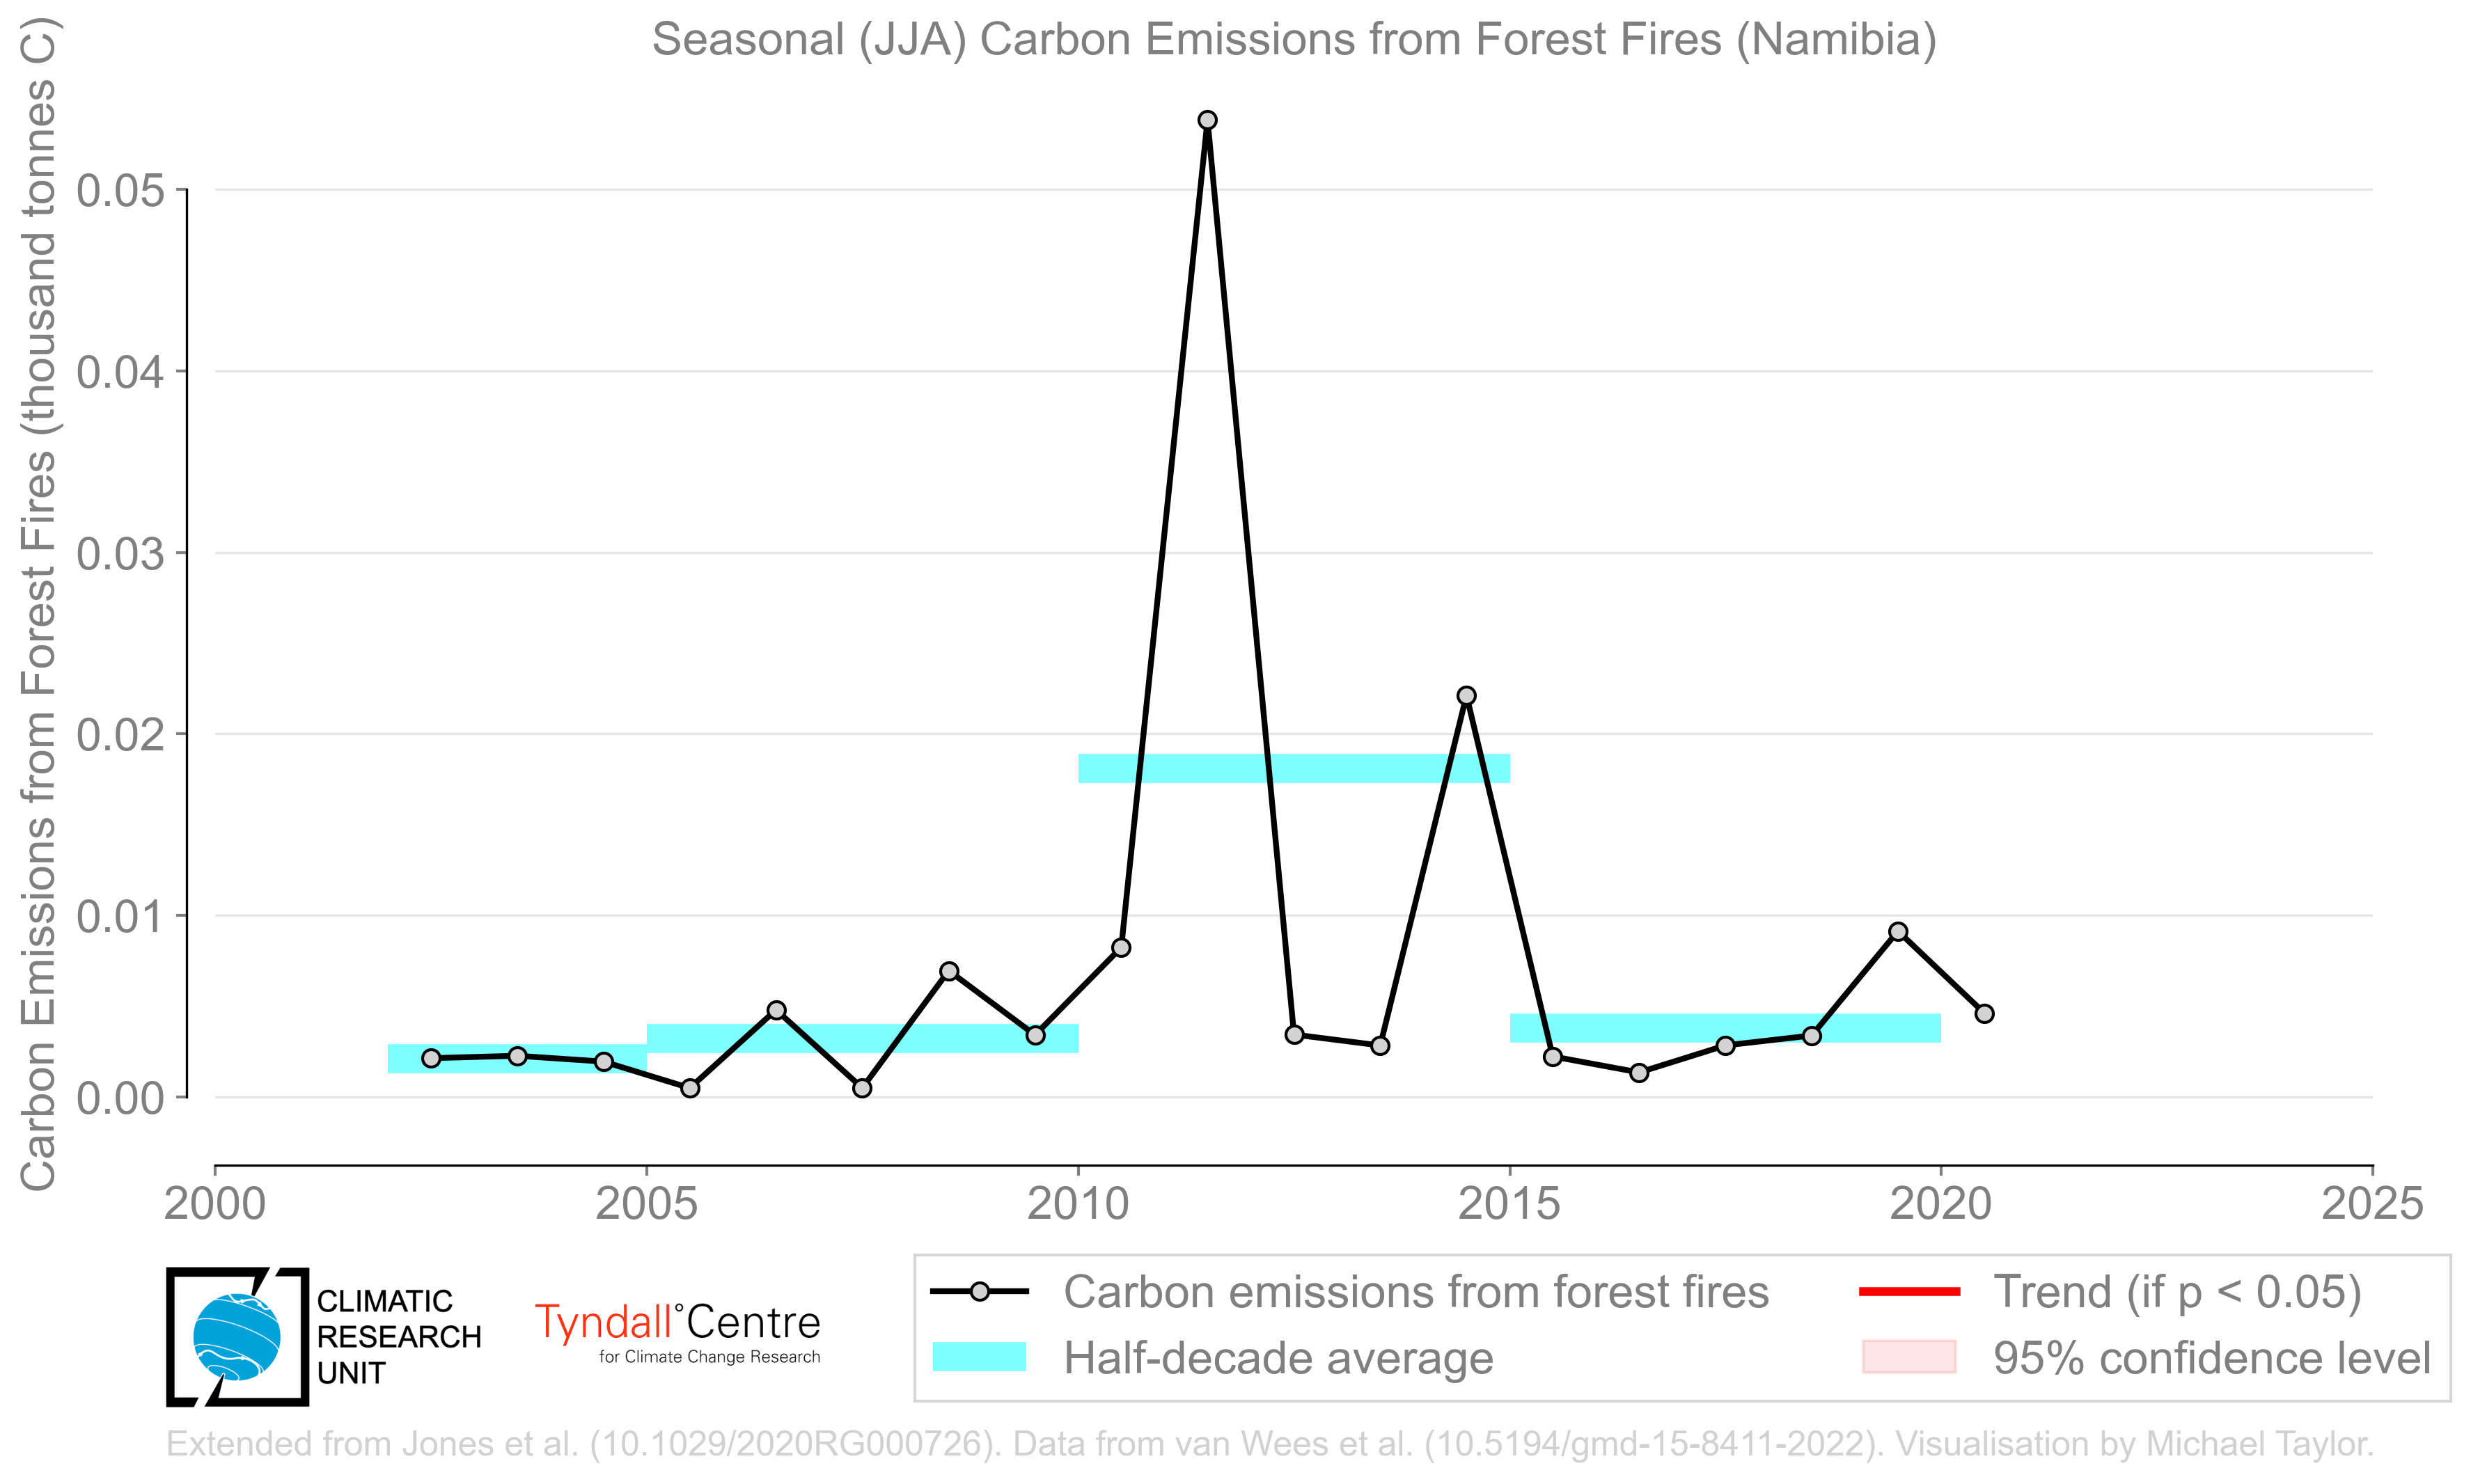 Seasonal (JJA) Carbon Emissions from Forest Fires (Namibia)
Carbon Emissions from Forest Fires (thousand tonnes C)
0.05
0.04
0.03
0.02
0.01
0.00
2000 2005 2010 2015 2020 2025
CLIMATIC
RESEARCH
UNIT
Tyndall°Centre
for Climate Change Research
Carbon emissions from forest fires
Half-decade average
Trend (if p < 0.05)
95% confidence level
Extended from Jones et al. (10.1029/2020RG000726). Data from van Wees et al. (10.5194/gmd-15-8411-2022). Visualisation by Michael Taylor.